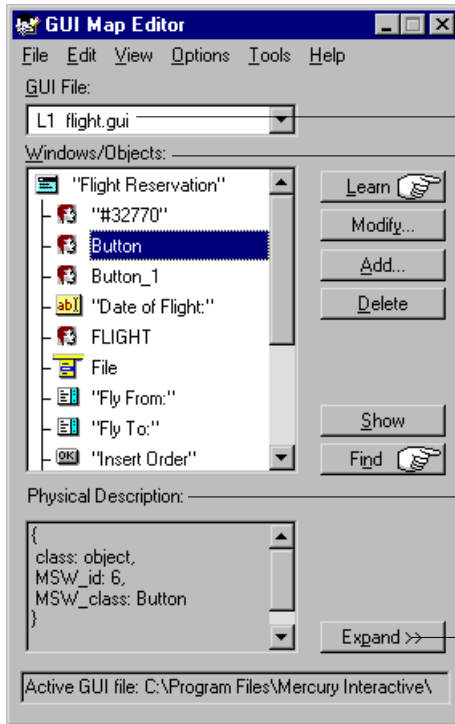 GUI Map Editor
File Edit View Options Tools Help
GUI File:
L1 flight.gui
Windows/Objects:
"Flight Reservation"
"#32770"
Button
Button_1
ab "Date of Flight:"
FLIGHT
File
"Fly From:"
"Fly To:"
OK "Insert Order"
Learn
Modify...
Add...
Delete
Show
Find
Physical Description:
{
class: object,
MSW_id: 6,
MSW_class: Button
}
Expand >>
Active GUI file: C:\Program Files\Mercury Interactive\